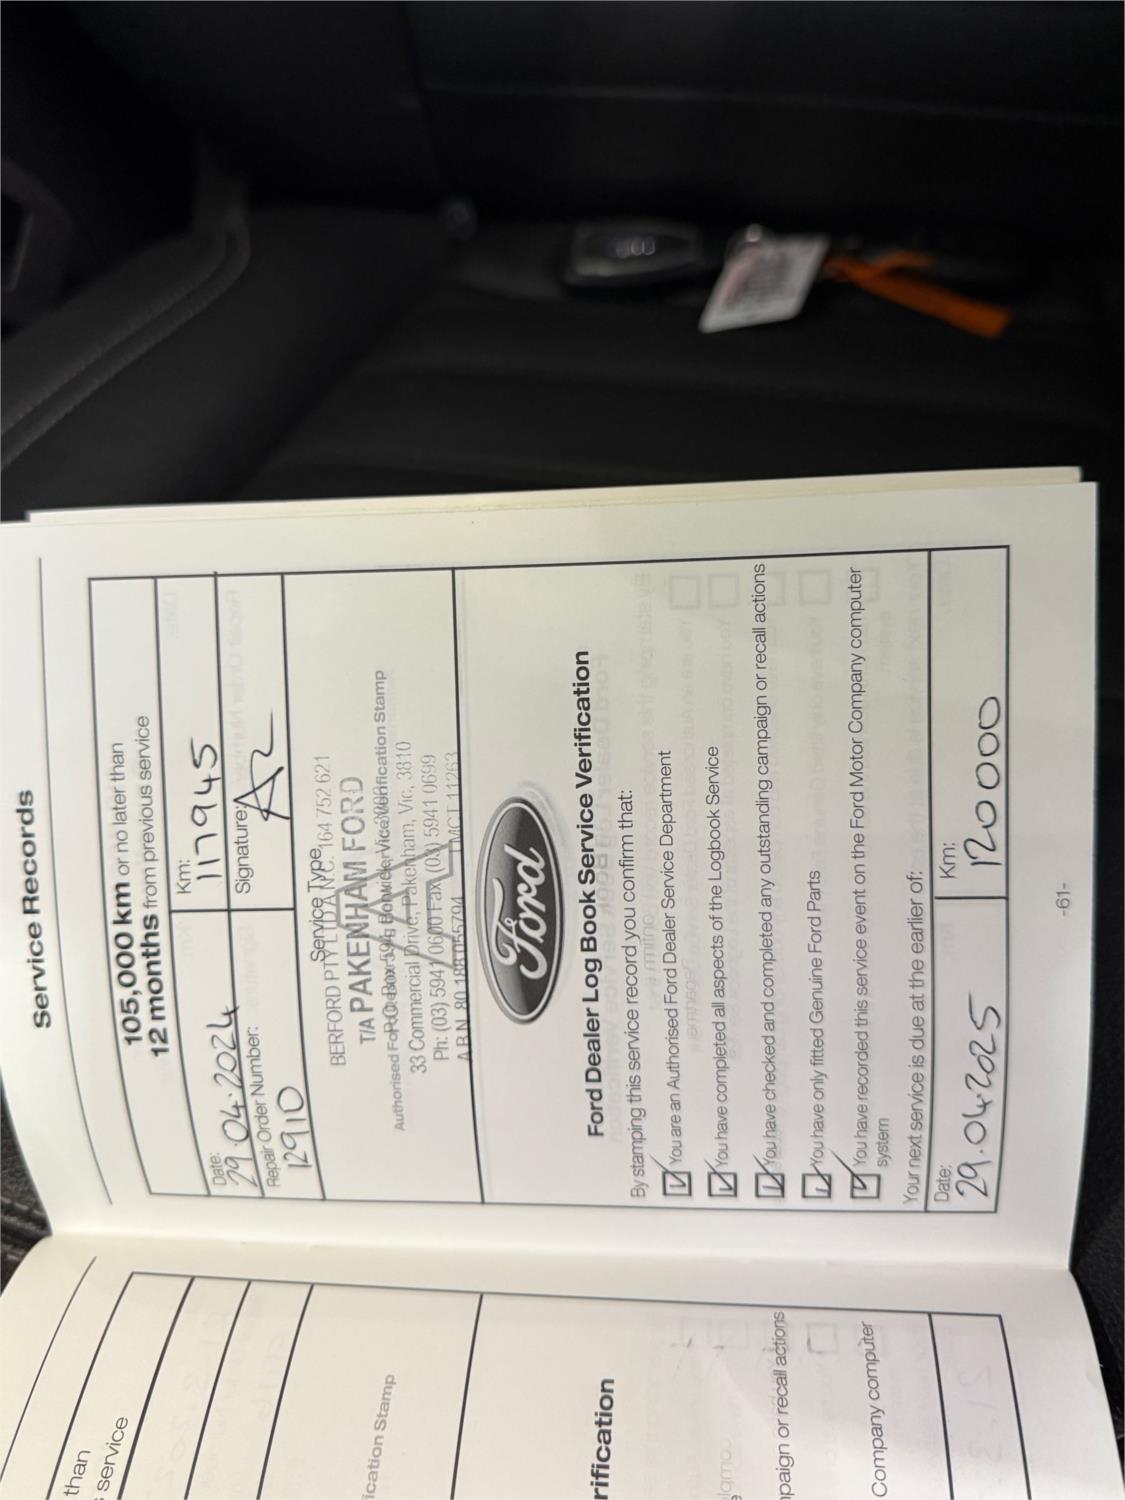 than
service
ication Stamp
rification
paign or recall actions
Company computer
Service Records
105,000 km or no later than
12 months from previous service
Date:
29.04.2024
Km:
117945
Repair Order Number:
12910
Signature:
Service Type
BERFORD PTY LTD A.C.N. 164 752 621
T/A PAKENHAM FORD
Authorised Ford Dealer Service Verification Stamp
P.O. Box 594
33 Commercial Drive, Pakenham, Vic, 3810
Ph: (03) 5941 0600 Fax (03) 5941 0699
A.B.N. 80 188 055794 LMCT 11263
Ford
Ford Dealer Log Book Service Verification
By stamping this service record you confirm that:
You are an Authorised Ford Dealer Service Department
You have completed all aspects of the Logbook Service
You have checked and completed any outstanding campaign or recall actions
You have only fitted Genuine Ford Parts
You have recorded this service event on the Ford Motor Company computer
system
Your next service is due at the earlier of:
Date:
29.04.2025
Km:
120000
-61-